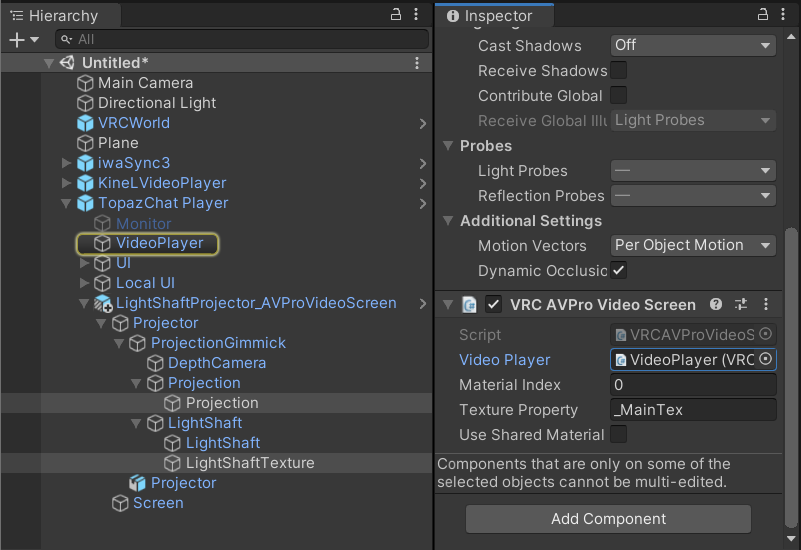 Hierarchy
All
Untitled*
Main Camera
Directional Light
VRCWorld
Plane
iwaSync3
KineLVideoPlayer
TopazChat Player
Monitor
VideoPlayer
UI
Local UI
LightShaftProjector_AVProVideoScreen
Projector
ProjectionGimmick
DepthCamera
Projection
Projection
LightShaft
LightShaft
LightShaftTexture
Projector
Screen
Inspector
Cast Shadows Off
Receive Shadows
Contribute Global
Receive Global Illu Light Probes
Probes
Light Probes —
Reflection Probes —
Additional Settings
Motion Vectors Per Object Motion
Dynamic Occlusic
VRC AVPro Video Screen
Script VRCAVProVideoS
Video Player VideoPlayer (VRC
Material Index 0
Texture Property _MainTex
Use Shared Material
Components that are only on some of the
selected objects cannot be multi-edited.
Add Component